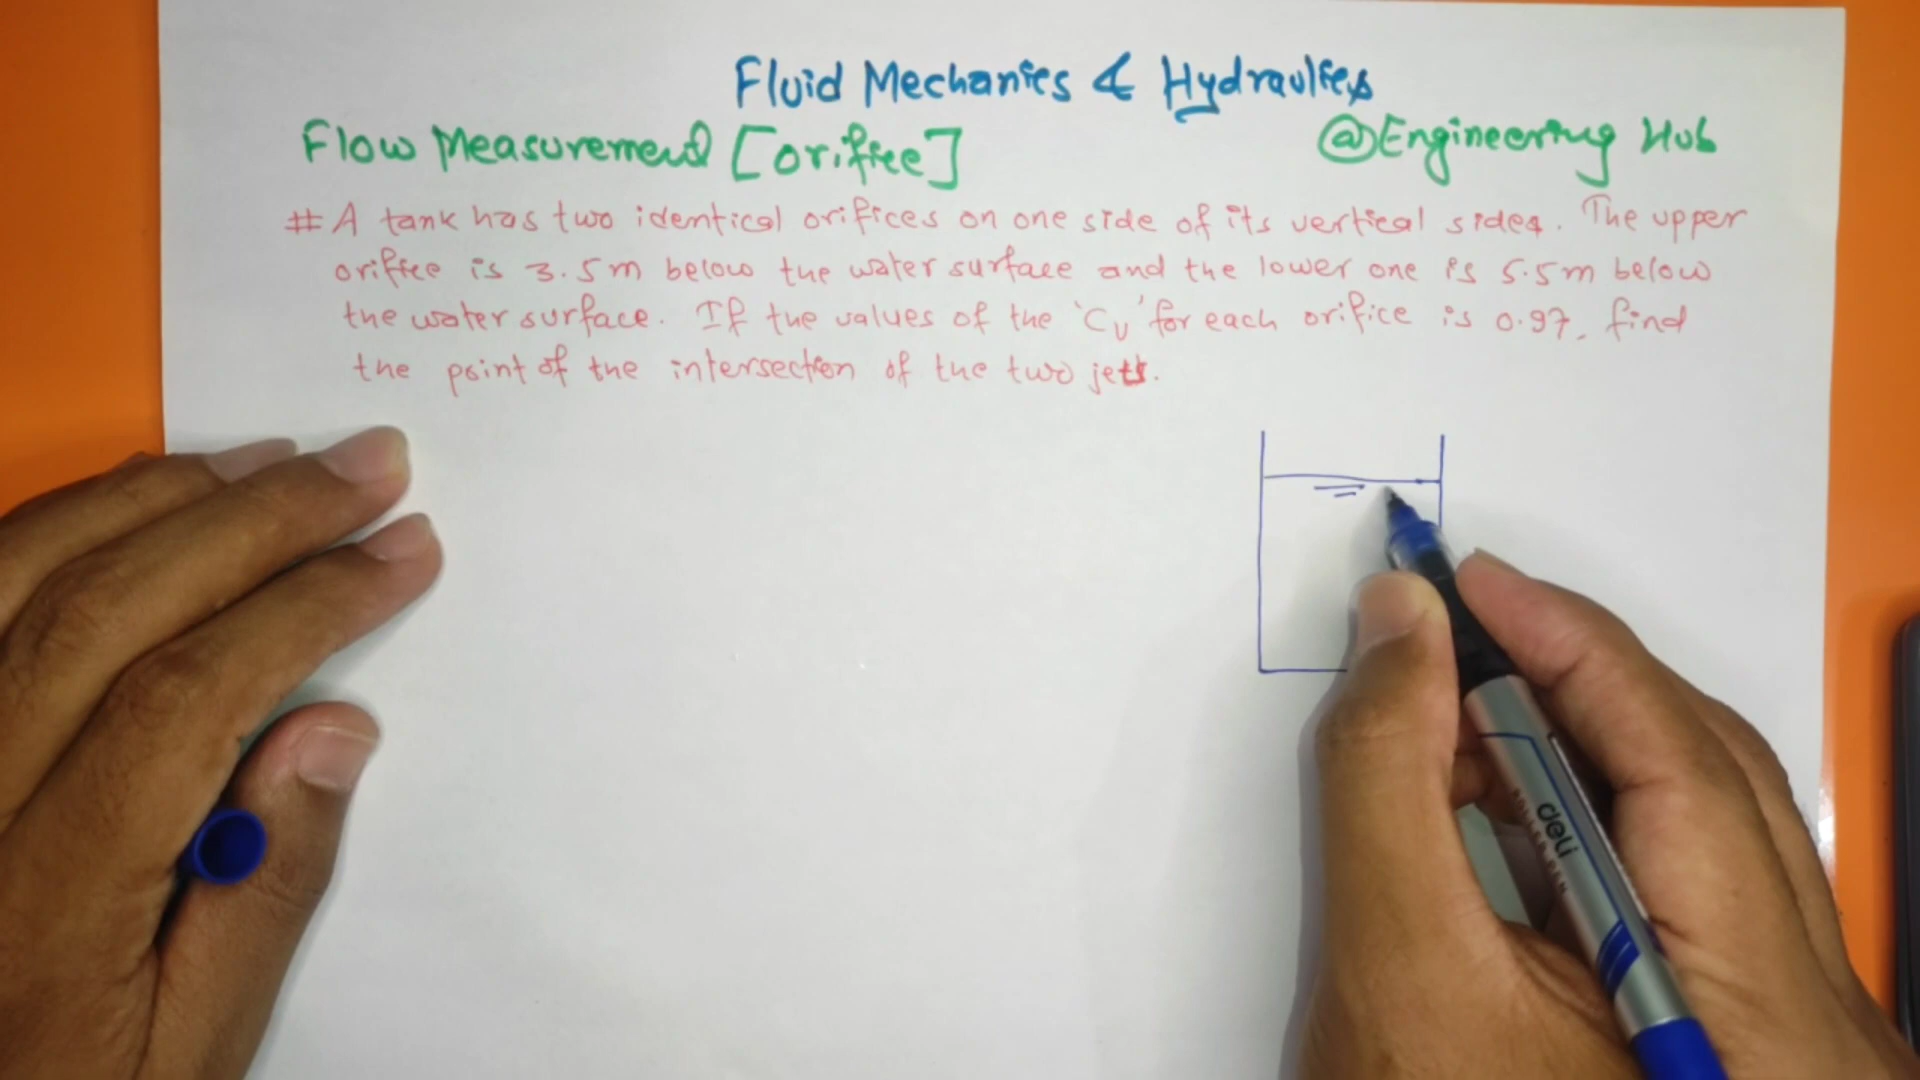 Fluid Mechanics & Hydraulics
Flow Measurement [orifice]
@Engineering Hub
# A tank has two identical orifices on one side of its vertical sides. The upper
orifice is 3.5m below the water surface and the lower one is 5.5m below
the water surface. If the values of the 'Cv' for each orifice is 0.97, find
the point of the intersection of the two jets.
deli